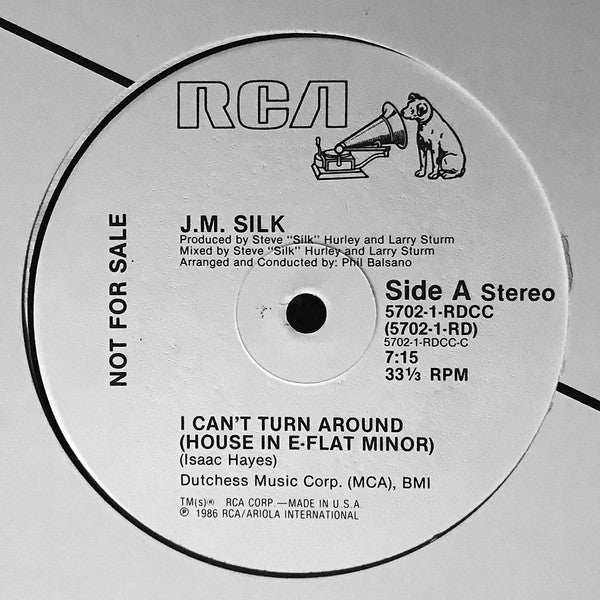 RCA
NOT FOR SALE
J.M. SILK
Produced by Steve "Silk" Hurley and Larry Sturm
Mixed by Steve "Silk" Hurley and Larry Sturm
Arranged and Conducted by: Phil Balsano
Side A Stereo
5702-1-RDCC
(5702-1-RD)
5702-1-RDCC-C
7:15
33⅓ RPM
I CAN'T TURN AROUND
(HOUSE IN E-FLAT MINOR)
(Isaac Hayes)
Dutchess Music Corp. (MCA), BMI
TM(s)® RCA CORP.—MADE IN U.S.A.
℗ 1986 RCA/ARIOLA INTERNATIONAL